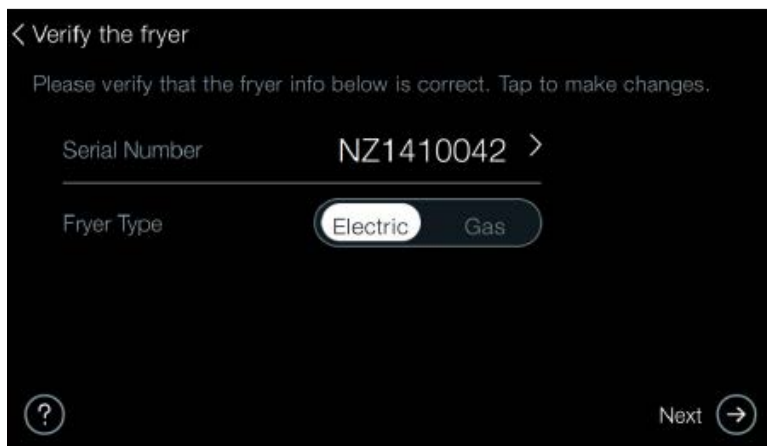 Verify the fryer
Please verify that the fryer info below is correct. Tap to make changes.
Serial Number NZ1410042
Fryer Type Electric Gas
? Next